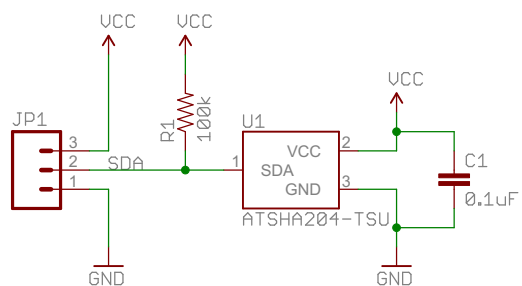 VCC
VCC
VCC
JP1
R1
100k
U1
3
2
1
SDA
1
SDA
VCC
GND
2
3
C1
0.1uF
ATSHA204-TSU
GND
GND